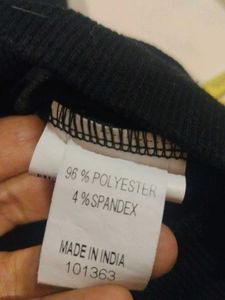 96% POLYESTER
4% SPANDEX
MADE IN INDIA
101363